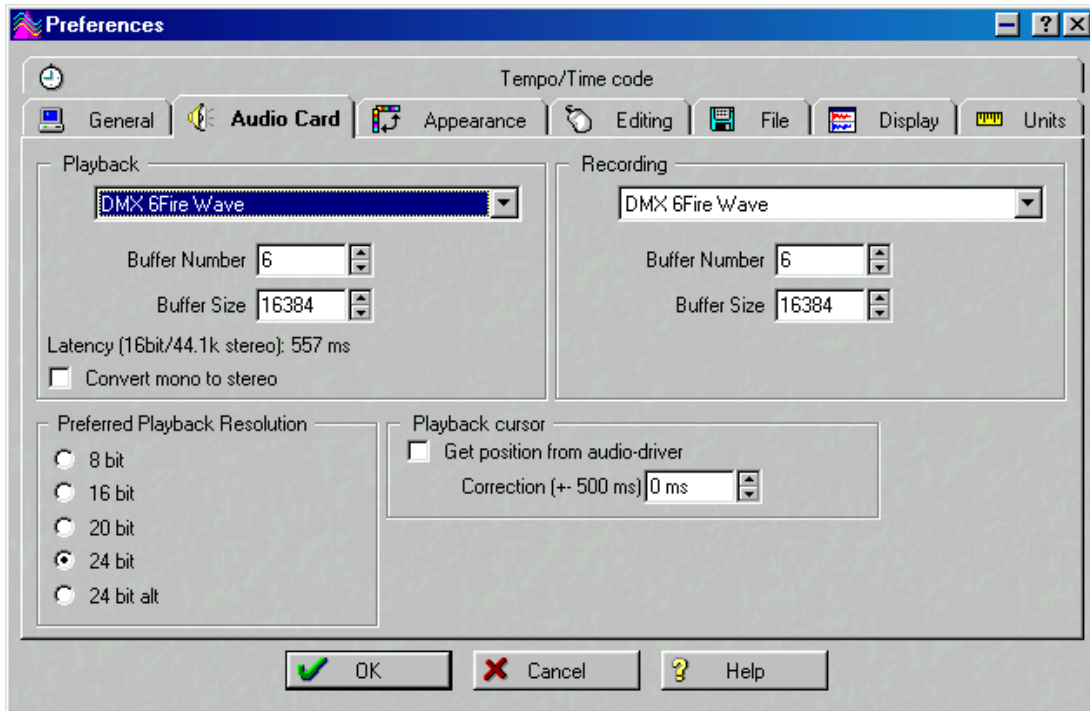 Preferences
Tempo/Time code
General Audio Card Appearance Editing File Display Units
Playback
DMX 6Fire Wave
Buffer Number 6
Buffer Size 16384
Latency (16bit/44.1k stereo): 557 ms
Convert mono to stereo
Recording
DMX 6Fire Wave
Buffer Number 6
Buffer Size 16384
Preferred Playback Resolution
8 bit
16 bit
20 bit
24 bit
24 bit alt
Playback cursor
Get position from audio-driver
Correction (+- 500 ms) 0 ms
OK Cancel Help